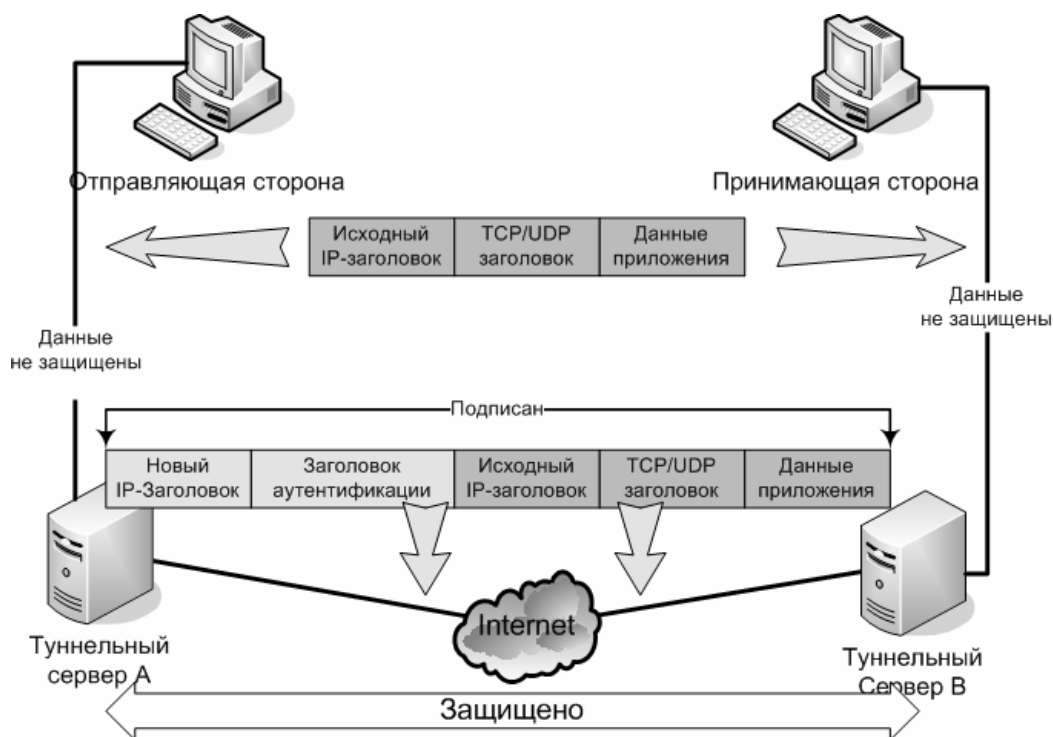 Отправляющая сторона
Принимающая сторона
Исходный
IP-заголовок
TCP/UDP
заголовок
Данные
приложения
Данные
не защищены
Данные
не защищены
Подписан
Новый
IP-Заголовок
Заголовок
аутентификации
Исходный
IP-заголовок
TCP/UDP
заголовок
Данные
приложения
Internet
Туннельный
сервер А
Туннельный
Сервер В
Защищено